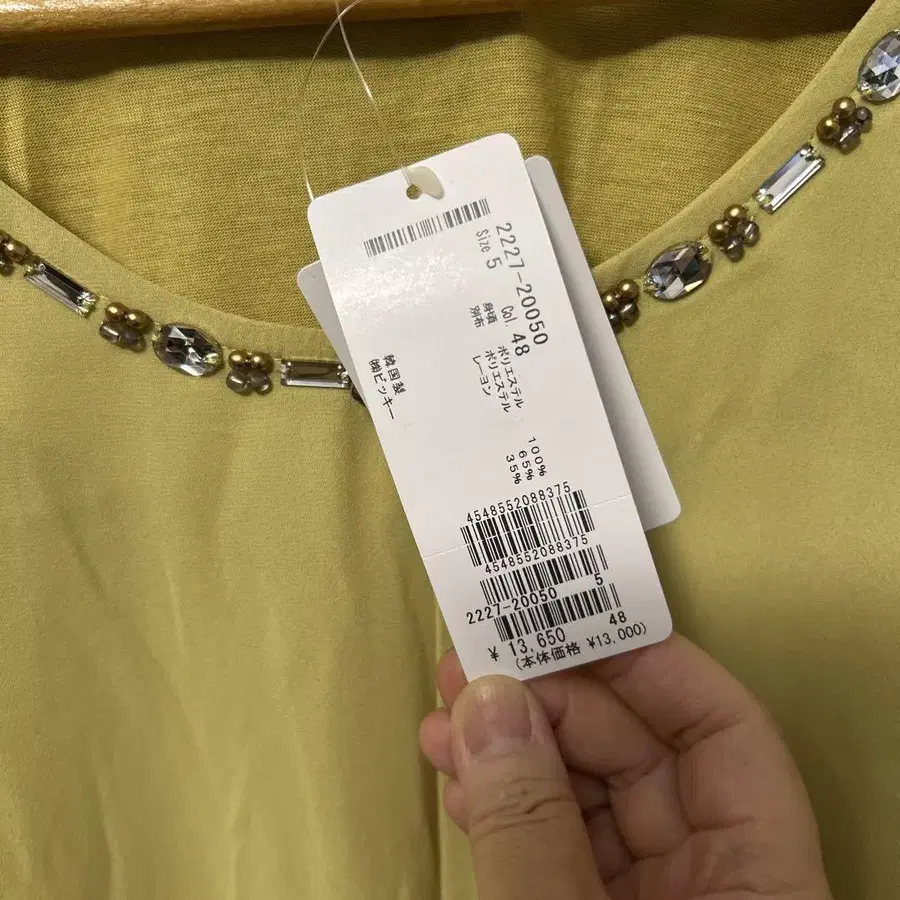 2227-20050
Size 5 Col. 48
身頃 ポリエステル 100%
別布 ポリエステル 65%
レーヨン 35%
韓国製
㈱ビッキー
4548552088375
4548552088375
5
2227-20050
48
¥ 13,650
(本体価格 ¥13,000)